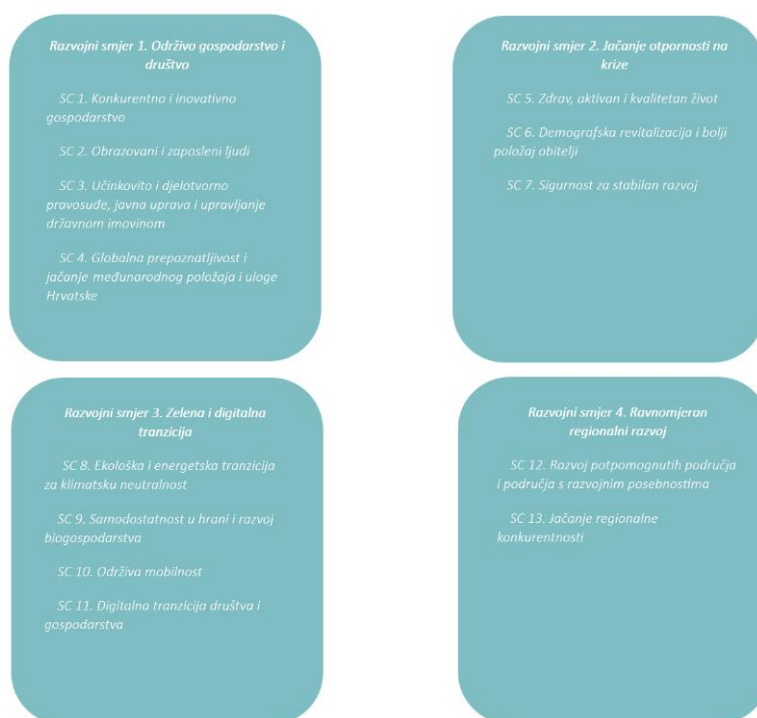 Razvojni smjer 1. Održivo gospodarstvo i
društvo
SC 1. Konkurentno i inovativno
gospodarstvo
SC 2. Obrazovani i zaposleni ljudi
SC 3. Učinkovito i djelotvorno
pravosuđe, javna uprava i upravljanje
državnom imovinom
SC 4. Globalna prepoznatljivost i
jačanje međunarodnog položaja i uloge
Hrvatske
Razvojni smjer 2. Jačanje otpornosti na
krize
SC 5. Zdrav, aktivan i kvalitetan život
SC 6. Demografska revitalizacija i bolji
položaj obitelji
SC 7. Sigurnost za stabilan razvoj
Razvojni smjer 3. Zelena i digitalna
tranzicija
SC 8. Ekološka i energetska tranzicija
za klimatsku neutralnost
SC 9. Samodostatnost u hrani i razvoj
biogospodarstva
SC 10. Održiva mobilnost
SC 11. Digitalna tranzicija društva i
gospodarstva
Razvojni smjer 4. Ravnomjeran
regionalni razvoj
SC 12. Razvoj potpomognutih područja
i područja s razvojnim posebnostima
SC 13. Jačanje regionalne
konkurentnosti